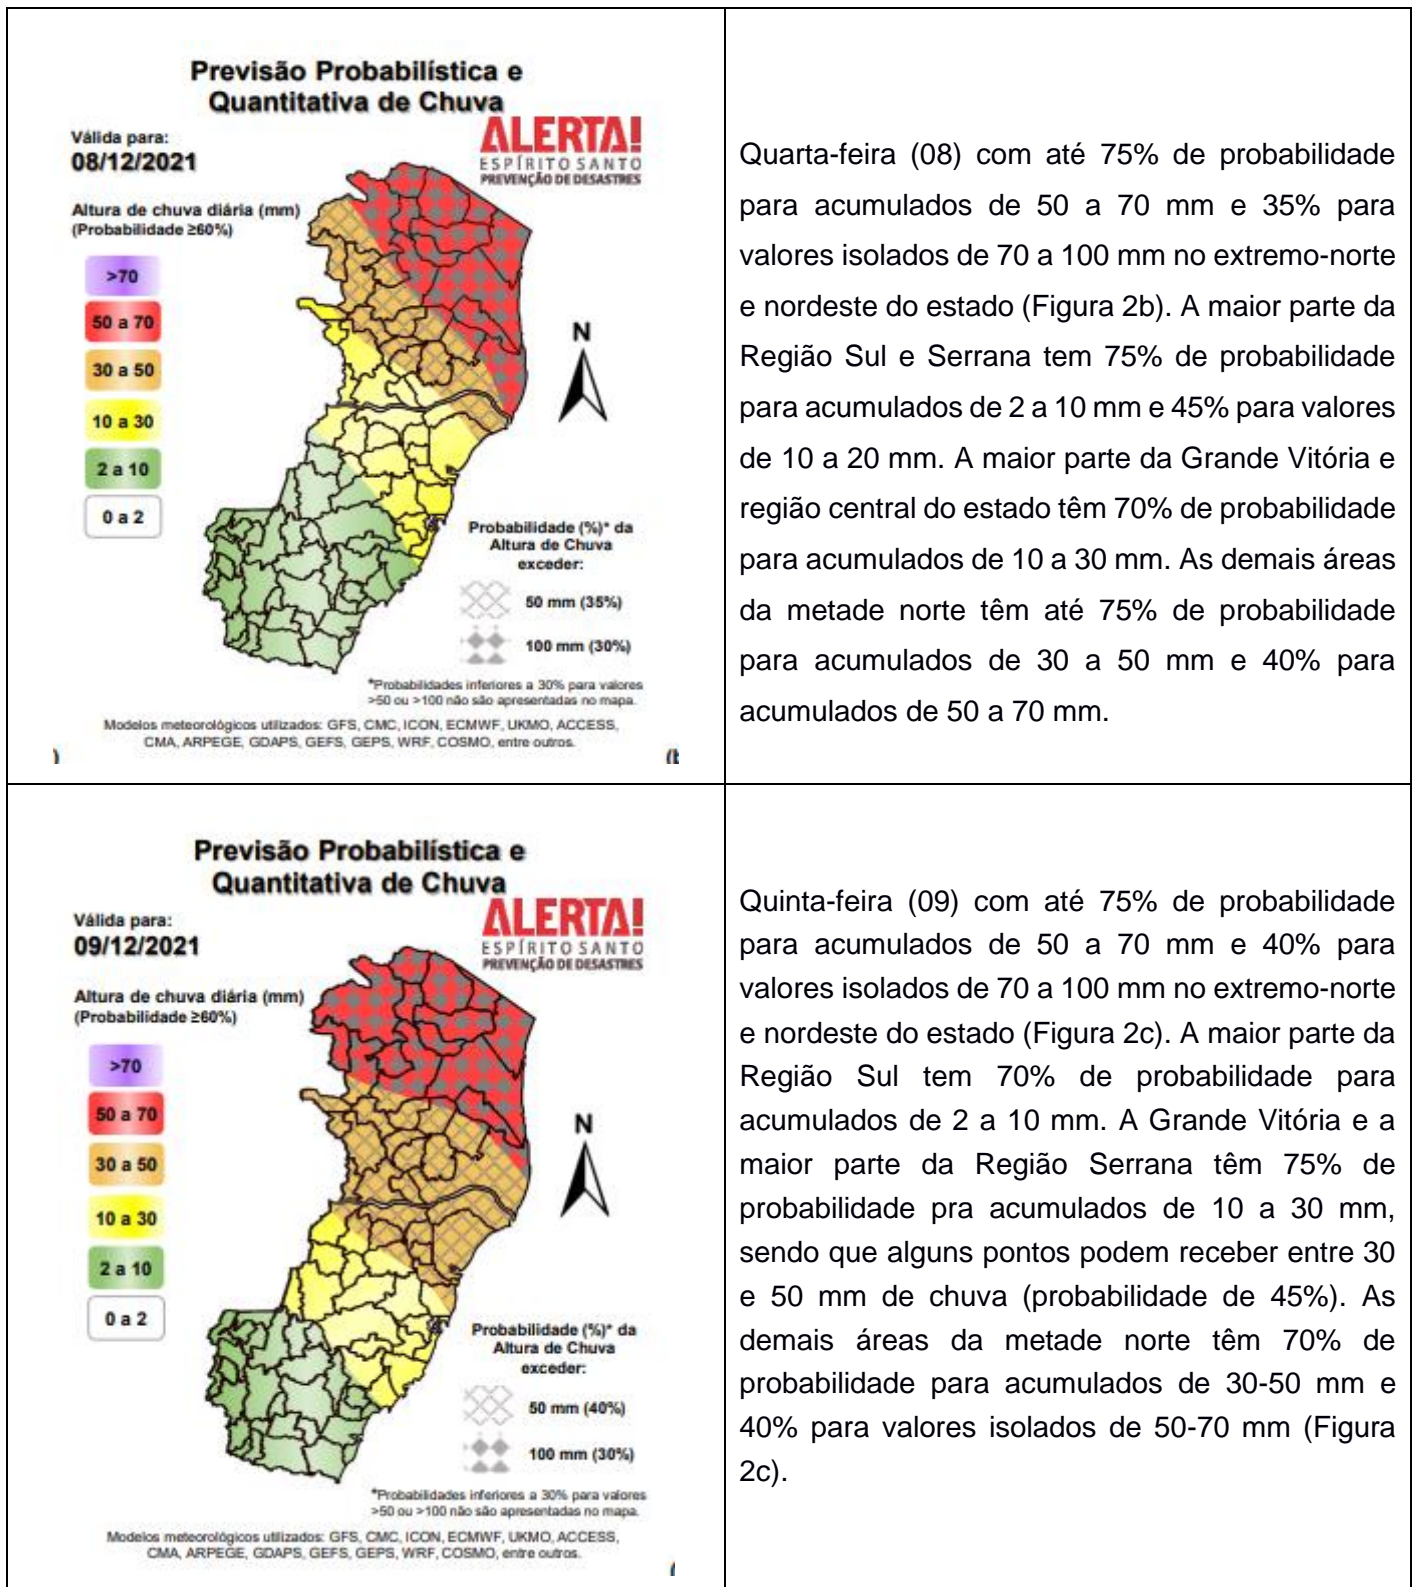 Previsão Probabilística e
Quantitativa de Chuva
ALERTA!
ESPÍRITO SANTO
PREVENÇÃO DE DESASTRES
Válida para:
08/12/2021
Altura de chuva diária (mm)
(Probabilidade ≥60%)
>70
50 a 70
30 a 50
10 a 30
2 a 10
0 a 2
N
Probabilidade (%)* da
Altura de Chuva
exceder:
50 mm (35%)
100 mm (30%)
*Probabilidades inferiores a 30% para valores
>50 ou >100 não são apresentadas no mapa.
Modelos meteorológicos utilizados: GFS, CMC, ICON, ECMWF, UKMO, ACCESS,
CMA, ARPEGE, GDAPS, GEFS, GEPS, WRF, COSMO, entre outros.
)
(b
Quarta-feira (08) com até 75% de probabilidade
para acumulados de 50 a 70 mm e 35% para
valores isolados de 70 a 100 mm no extremo-norte
e nordeste do estado (Figura 2b). A maior parte da
Região Sul e Serrana tem 75% de probabilidade
para acumulados de 2 a 10 mm e 45% para valores
de 10 a 20 mm. A maior parte da Grande Vitória e
região central do estado têm 70% de probabilidade
para acumulados de 10 a 30 mm. As demais áreas
da metade norte têm até 75% de probabilidade
para acumulados de 30 a 50 mm e 40% para
acumulados de 50 a 70 mm.
Previsão Probabilística e
Quantitativa de Chuva
ALERTA!
ESPÍRITO SANTO
PREVENÇÃO DE DESASTRES
Válida para:
09/12/2021
Altura de chuva diária (mm)
(Probabilidade ≥60%)
>70
50 a 70
30 a 50
10 a 30
2 a 10
0 a 2
N
Probabilidade (%)* da
Altura de Chuva
exceder:
50 mm (40%)
100 mm (30%)
*Probabilidades inferiores a 30% para valores
>50 ou >100 não são apresentadas no mapa.
Modelos meteorológicos utilizados: GFS, CMC, ICON, ECMWF, UKMO, ACCESS,
CMA, ARPEGE, GDAPS, GEFS, GEPS, WRF, COSMO, entre outros.
(
Quinta-feira (09) com até 75% de probabilidade
para acumulados de 50 a 70 mm e 40% para
valores isolados de 70 a 100 mm no extremo-norte
e nordeste do estado (Figura 2c). A maior parte da
Região Sul tem 70% de probabilidade para
acumulados de 2 a 10 mm. A Grande Vitória e a
maior parte da Região Serrana têm 75% de
probabilidade pra acumulados de 10 a 30 mm,
sendo que alguns pontos podem receber entre 30
e 50 mm de chuva (probabilidade de 45%). As
demais áreas da metade norte têm 70% de
probabilidade para acumulados de 30-50 mm e
40% para valores isolados de 50-70 mm (Figura
2c).